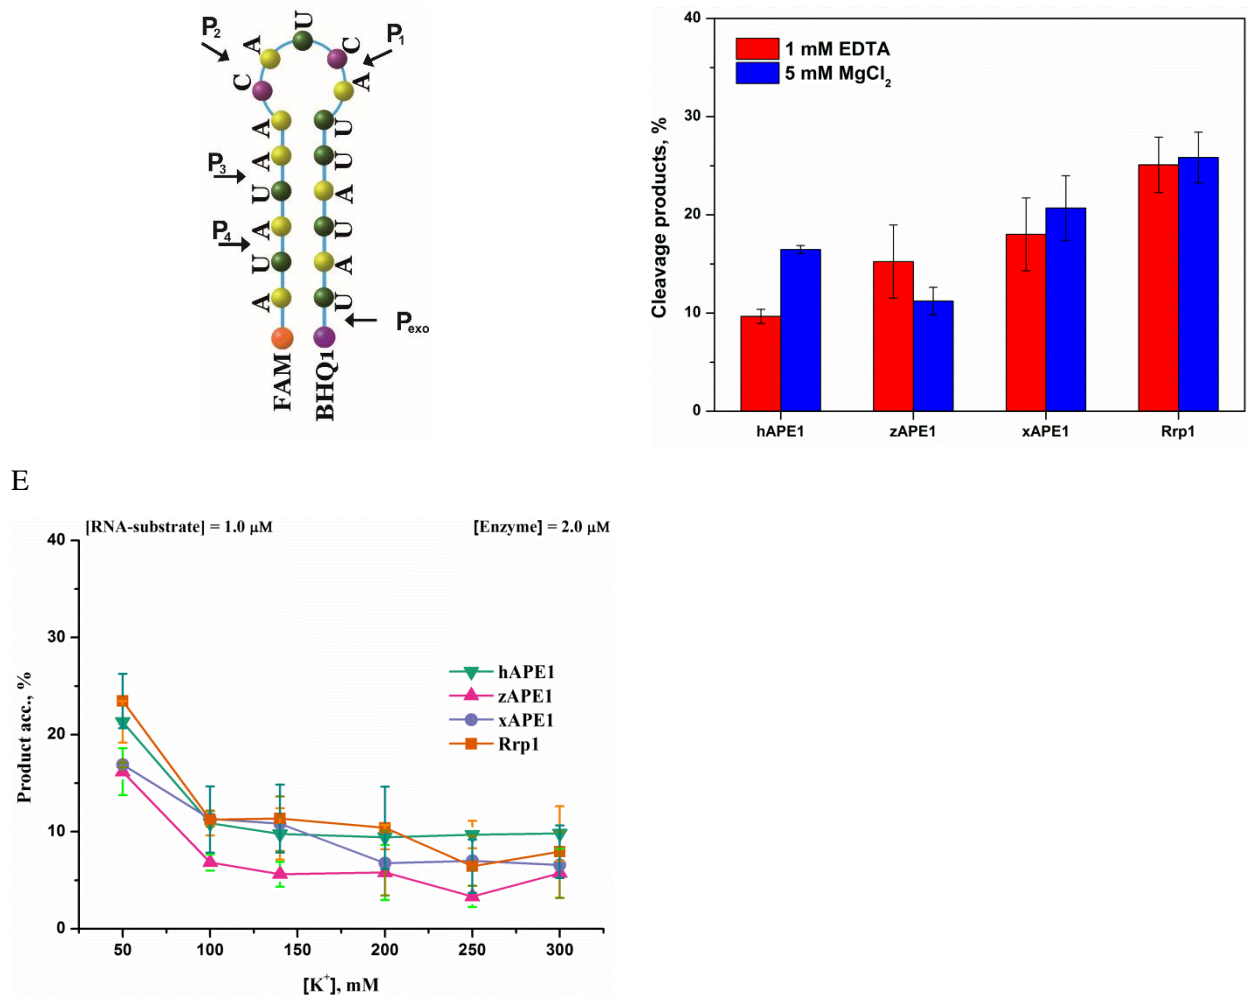 P2
P1
U
A
C
C
A
A
U
A
U
P3
U
A
P4
A
U
U
A
A
U
Pexo
FAM
BHQ1
40
30
20
10
0
Cleavage products, %
1 mM EDTA
5 mM MgCl2
hAPE1
zAPE1
xAPE1
Rrp1
E
[RNA-substrate] = 1.0 μM
[Enzyme] = 2.0 μM
40
30
20
10
0
Product acc., %
hAPE1
zAPE1
xAPE1
Rrp1
50
100
150
200
250
300
[K+], mM